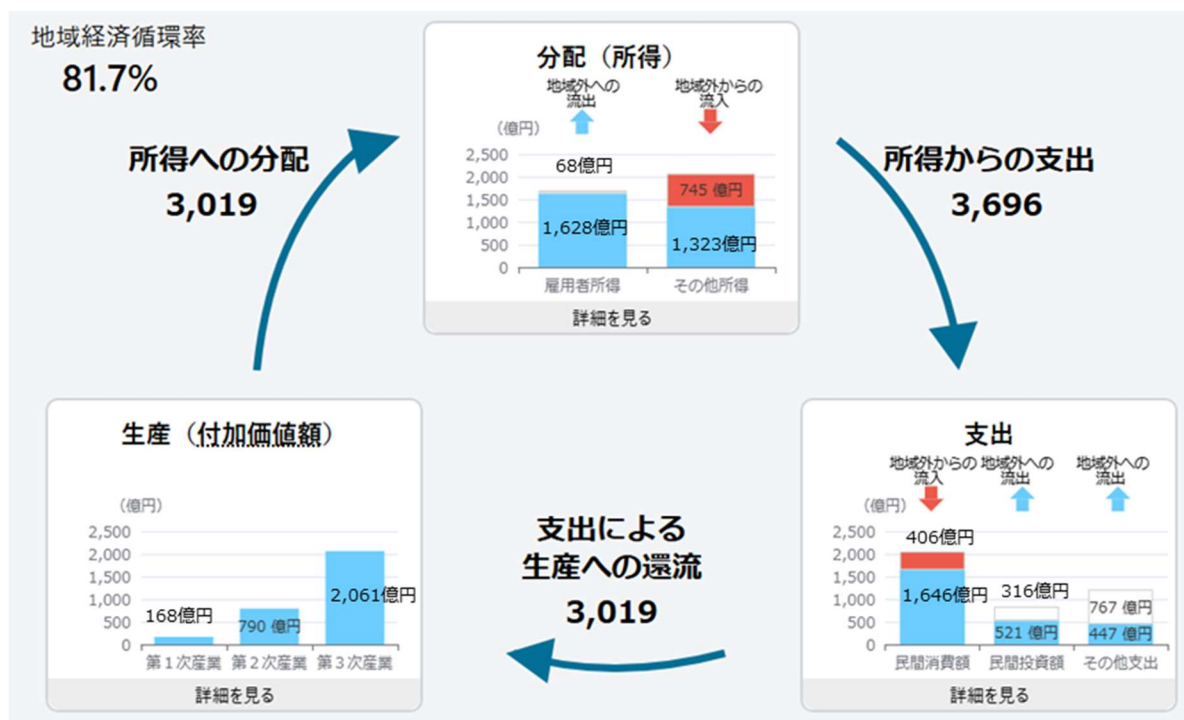 地域経済循環率
81.7%
分配（所得）
地域外への
流出
地域外からの
流入
（億円）
2,500
2,000
1,500
1,000
500
0
68億円
1,628億円
745 億円
1,323億円
雇用者所得
その他所得
詳細を見る
所得への分配
3,019
所得からの支出
3,696
生産（付加価値額）
（億円）
2,500
2,000
1,500
1,000
500
0
168億円
790 億円
2,061億円
第１次産業
第２次産業
第３次産業
詳細を見る
支出による
生産への還流
3,019
支出
地域外からの
流入
地域外への
流出
地域外への
流出
（億円）
2,500
2,000
1,500
1,000
500
0
406億円
1,646億円
316億円
521 億円
767 億円
447 億円
民間消費額
民間投資額
その他支出
詳細を見る